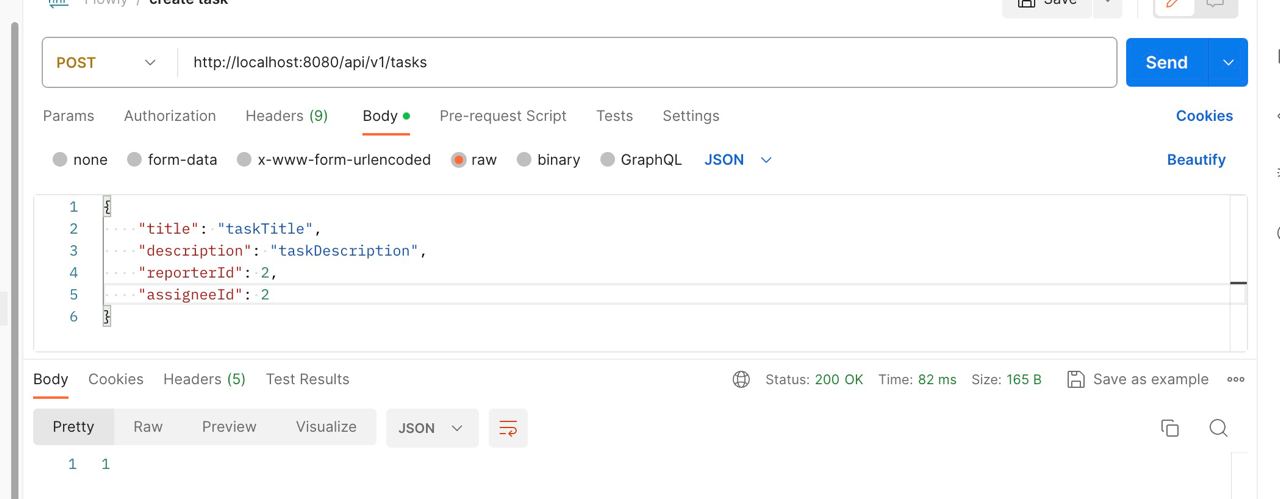 Flowly / create task
Save
POST http://localhost:8080/api/v1/tasks Send
Params Authorization Headers (9) Body Pre-request Script Tests Settings Cookies
none form-data x-www-form-urlencoded raw binary GraphQL JSON Beautify
1 {
2 "title": "taskTitle",
3 "description": "taskDescription",
4 "reporterId": 2,
5 "assigneeId": 2
6 }
Body Cookies Headers (5) Test Results Status: 200 OK Time: 82 ms Size: 165 B Save as example
Pretty Raw Preview Visualize JSON
1 1